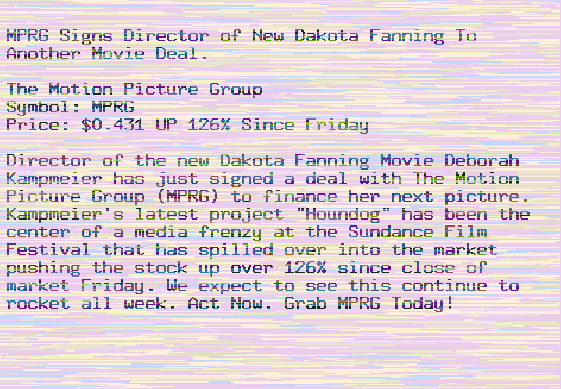 MPRG Signs Director of New Dakota Fanning To
Another Movie Deal.
The Motion Picture Group
Symbol: MPRG
Price: $0.431 UP 126% Since Friday
Director of the new Dakota Fanning Movie Deborah
Kampmeier has just signed a deal with The Motion
Picture Group (MPRG) to finance her next picture.
Kampmeier's latest project "Houndog" has been the
center of a media frenzy at the Sundance Film
Festival that has spilled over into the market
pushing the stock up over 126% since close of
market Friday. We expect to see this continue to
rocket all week. Act Now. Grab MPRG Today!